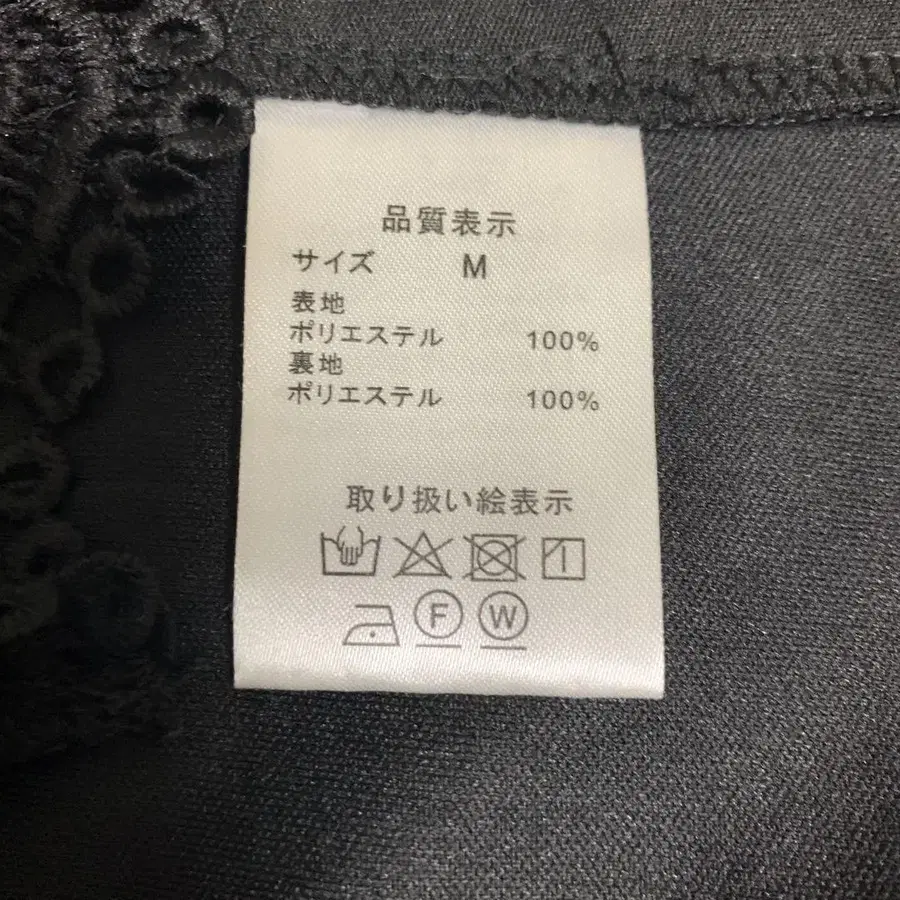 品質表示
サイズ M
表地
ポリエステル 100%
裏地
ポリエステル 100%
取り扱い絵表示
F W